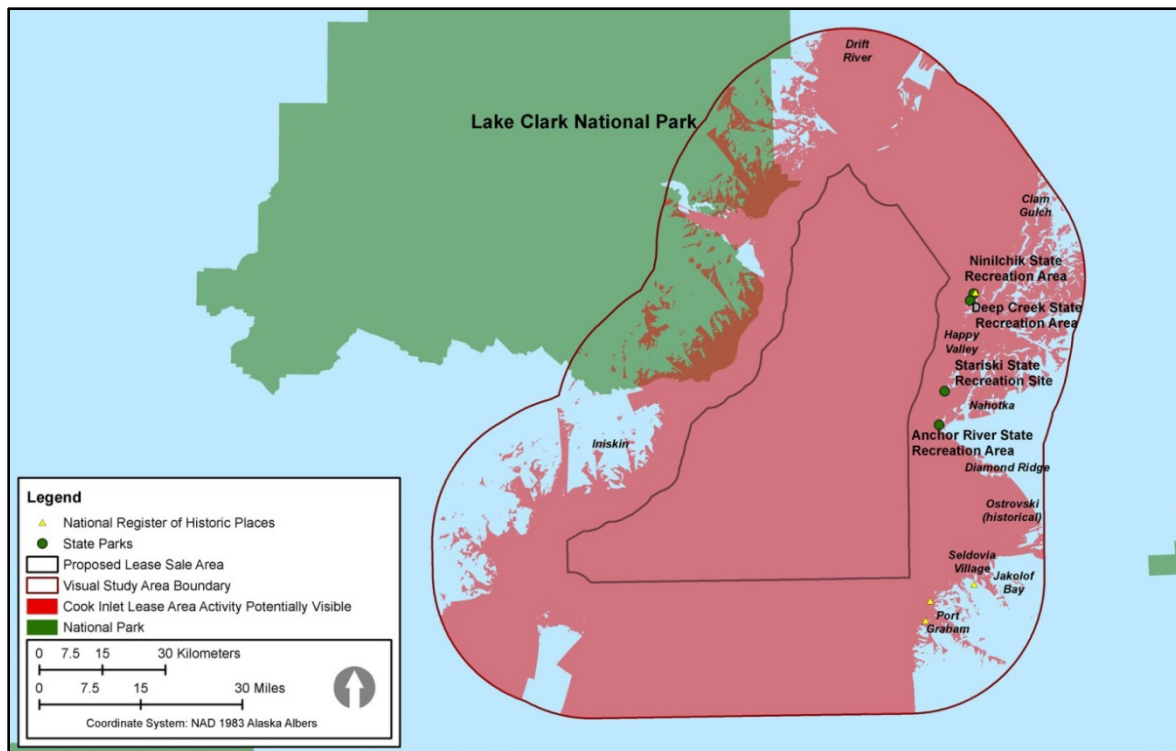 Drift
River
Lake Clark National Park
Clam
Gulch
Ninilchik State
Recreation Area
Deep Creek State
Recreation Area
Happy
Valley
Stariski State
Recreation Site
Nahotka
Anchor River State
Recreation Area
Iniskin
Diamond Ridge
Ostrovski
(historical)
Seldovia
Village
Jakolof
Bay
Port
Graham
Legend
National Register of Historic Places
State Parks
Proposed Lease Sale Area
Visual Study Area Boundary
Cook Inlet Lease Area Activity Potentially Visible
National Park
0 7.5 15 30 Kilometers
0 7.5 15 30 Miles
Coordinate System: NAD 1983 Alaska Albers